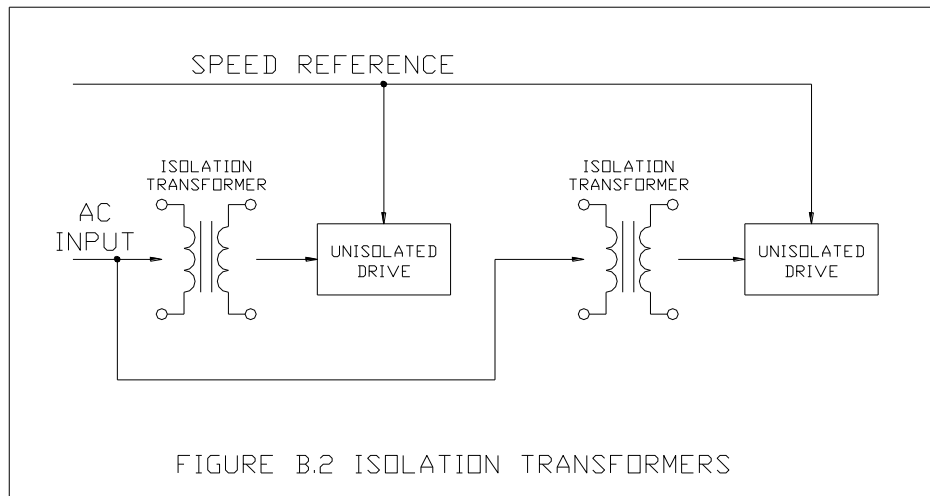 SPEED REFERENCE
ISOLATION
TRANSFORMER
ISOLATION
TRANSFORMER
AC
INPUT
UNISOLATED
DRIVE
UNISOLATED
DRIVE
FIGURE B.2 ISOLATION TRANSFORMERS